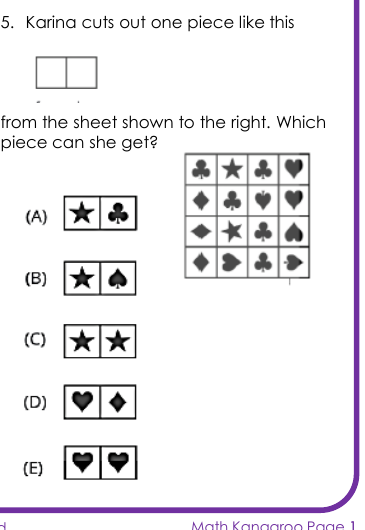 5. Karina cuts out one piece like this
from the sheet shown to the right. Which
piece can she get?
(A)
(B)
(C)
(D)
(E)
d
Math Kangaroo Page 1